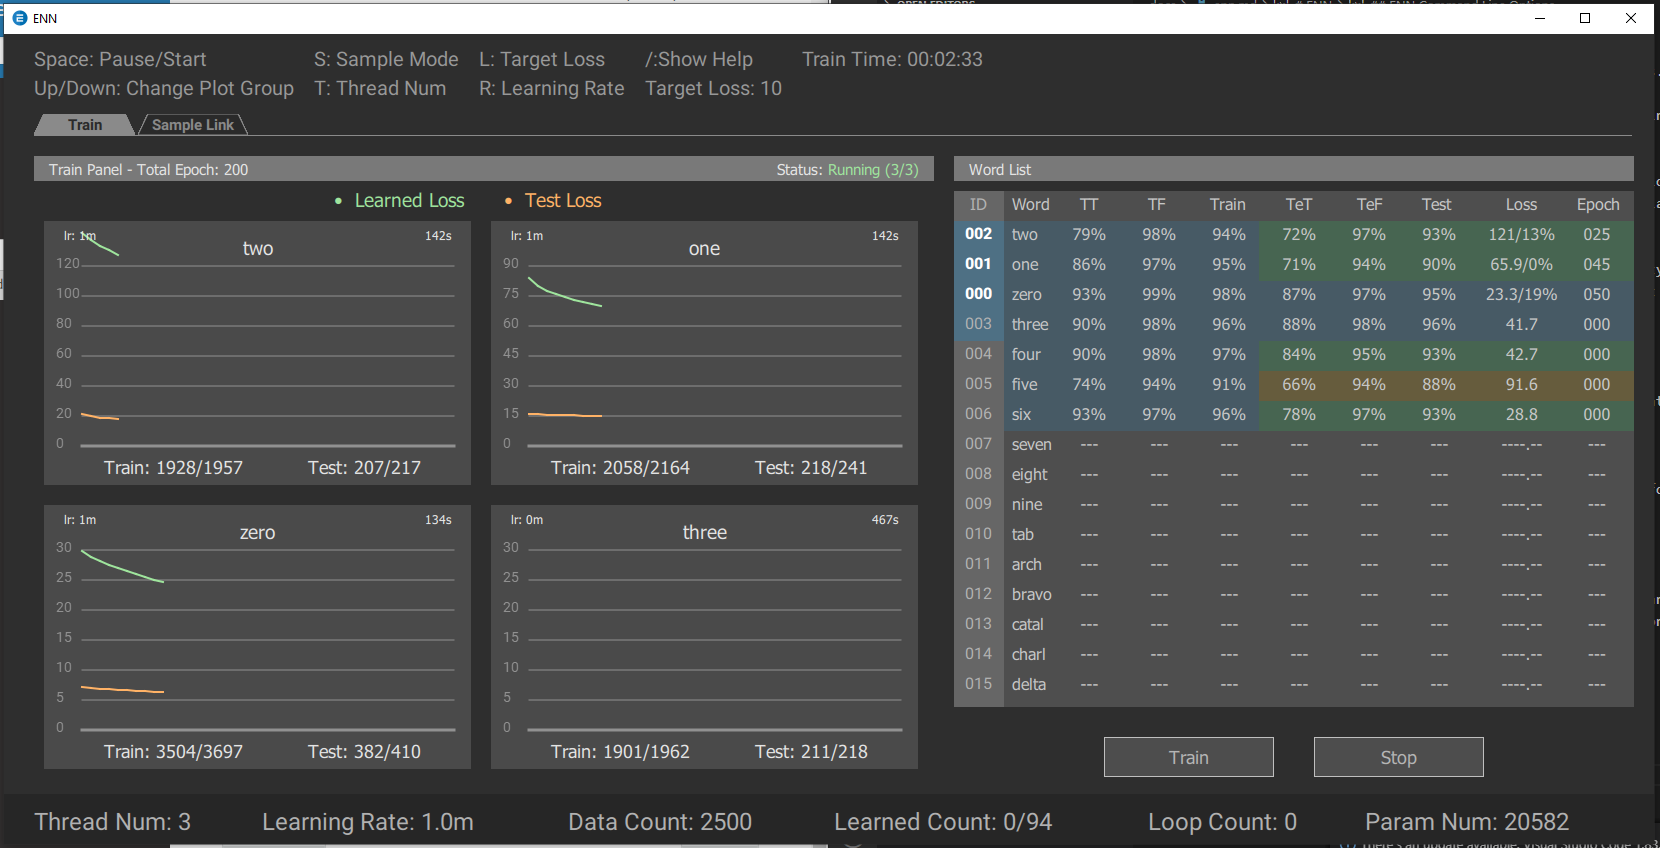 ENN
Space: Pause/Start S: Sample Mode L: Target Loss /:Show Help Train Time: 00:02:33
Up/Down: Change Plot Group T: Thread Num R: Learning Rate Target Loss: 10
Train Sample Link
Train Panel - Total Epoch: 200 Status: Running (3/3)
• Learned Loss • Test Loss
lr: 1m two 142s
120
100
80
60
40
20
0
Train: 1928/1957 Test: 207/217
lr: 1m one 142s
90
75
60
45
30
15
0
Train: 2058/2164 Test: 218/241
lr: 1m zero 134s
30
25
20
15
10
5
0
Train: 3504/3697 Test: 382/410
lr: 0m three 467s
30
25
20
15
10
5
0
Train: 1901/1962 Test: 211/218
Word List
ID Word TT TF Train TeT TeF Test Loss Epoch
002 two 79% 98% 94% 72% 97% 93% 121/13% 025
001 one 86% 97% 95% 71% 94% 90% 65.9/0% 045
000 zero 93% 99% 98% 87% 97% 95% 23.3/19% 050
003 three 90% 98% 96% 88% 98% 96% 41.7 000
004 four 90% 98% 97% 84% 95% 93% 42.7 000
005 five 74% 94% 91% 66% 94% 88% 91.6 000
006 six 93% 97% 96% 78% 97% 93% 28.8 000
007 seven --- --- --- --- --- --- ----.-- ---
008 eight --- --- --- --- --- --- ----.-- ---
009 nine --- --- --- --- --- --- ----.-- ---
010 tab --- --- --- --- --- --- ----.-- ---
011 arch --- --- --- --- --- --- ----.-- ---
012 bravo --- --- --- --- --- --- ----.-- ---
013 catal --- --- --- --- --- --- ----.-- ---
014 charl --- --- --- --- --- --- ----.-- ---
015 delta --- --- --- --- --- --- ----.-- ---
Train Stop
Thread Num: 3 Learning Rate: 1.0m Data Count: 2500 Learned Count: 0/94 Loop Count: 0 Param Num: 20582